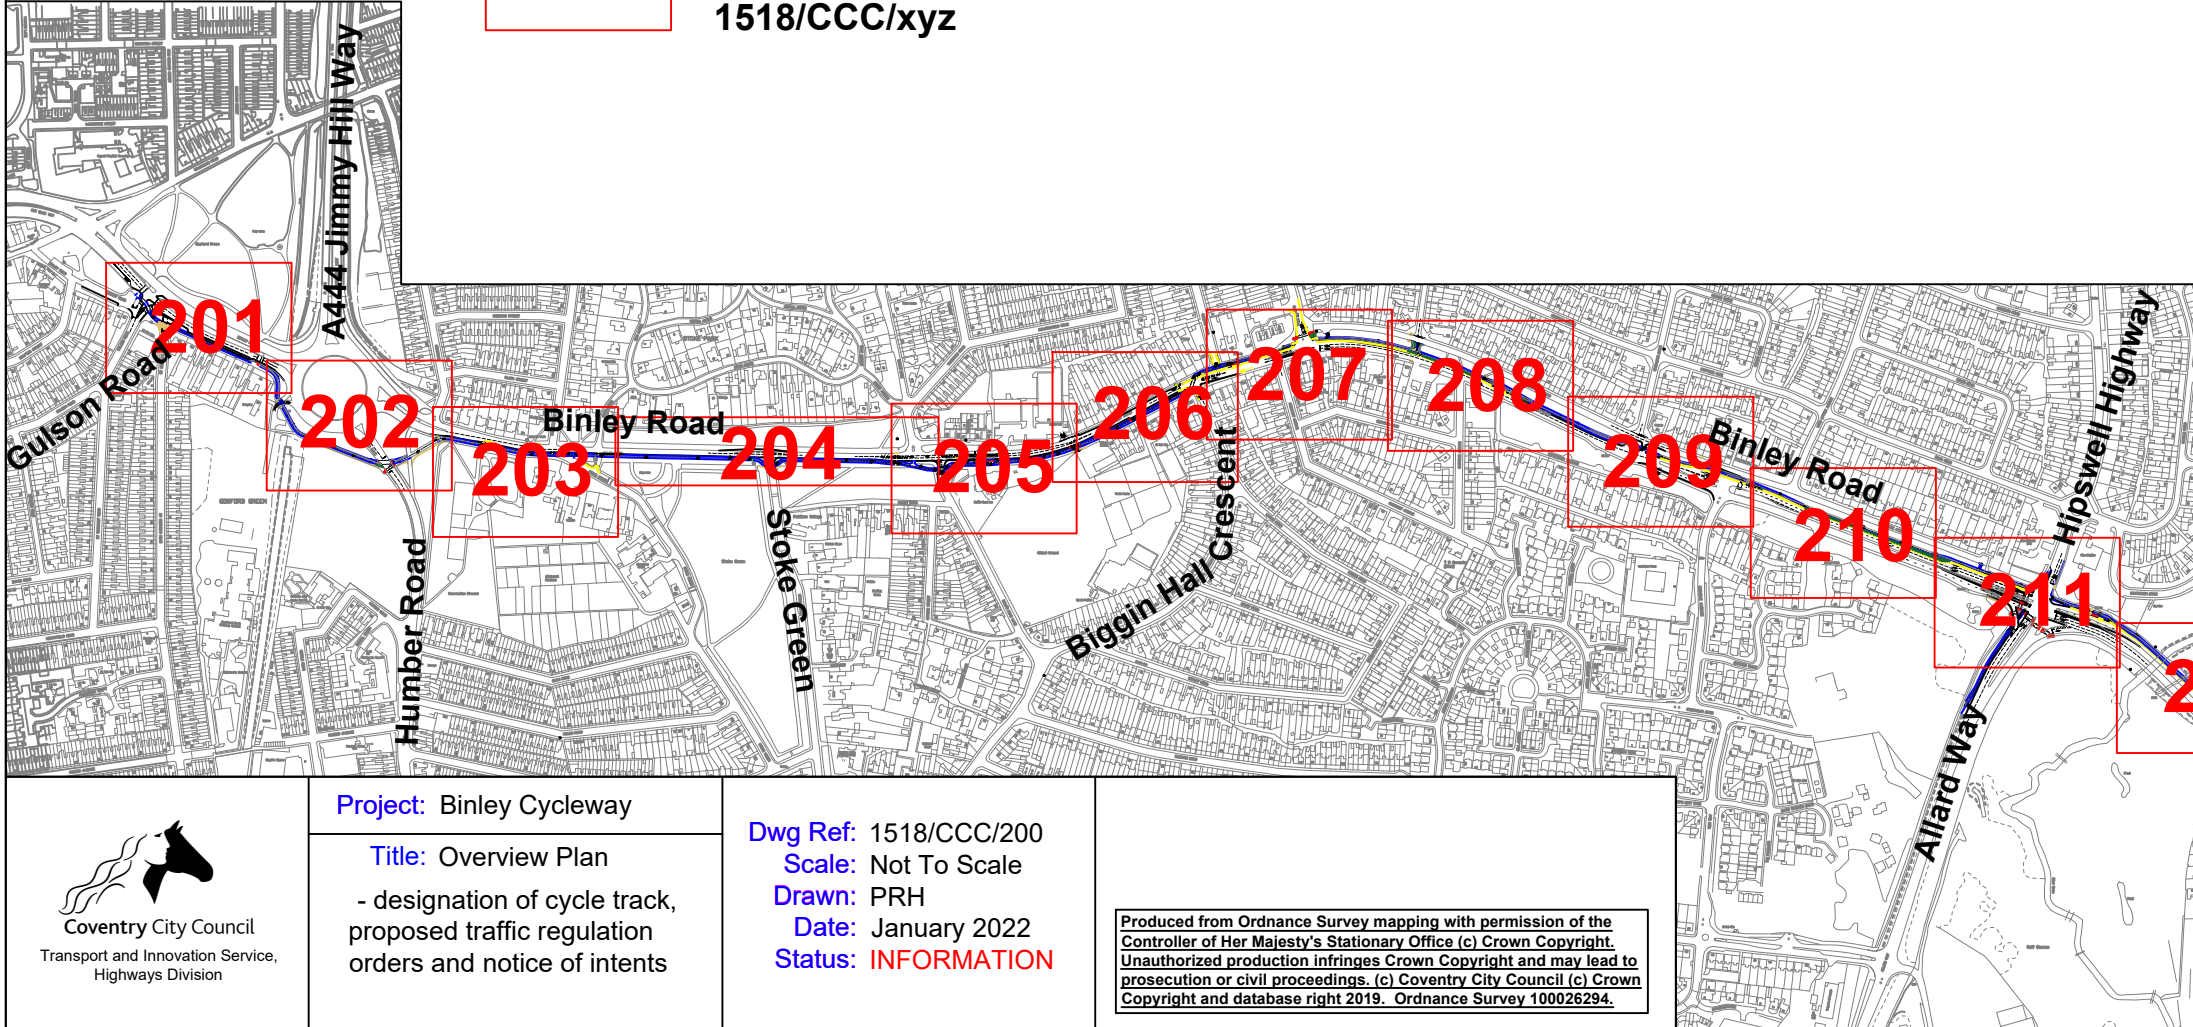 1518/CCC/xyz
A444 Jimmy Hill Way
201
Gulson Road
202
Humber Road
203
Binley Road
204
Stoke Green
205
206
Biggin Hall Crescent
207
208
209
Binley Road
210
Hipswell Highway
211
Allard Way
2
GOSFORD GREEN
Coventry City Council
Transport and Innovation Service,
Highways Division
Project: Binley Cycleway
Title: Overview Plan
- designation of cycle track,
proposed traffic regulation
orders and notice of intents
Dwg Ref: 1518/CCC/200
Scale: Not To Scale
Drawn: PRH
Date: January 2022
Status: INFORMATION
Produced from Ordnance Survey mapping with permission of the
Controller of Her Majesty's Stationary Office (c) Crown Copyright.
Unauthorized production infringes Crown Copyright and may lead to
prosecution or civil proceedings. (c) Coventry City Council (c) Crown
Copyright and database right 2019. Ordnance Survey 100026294.